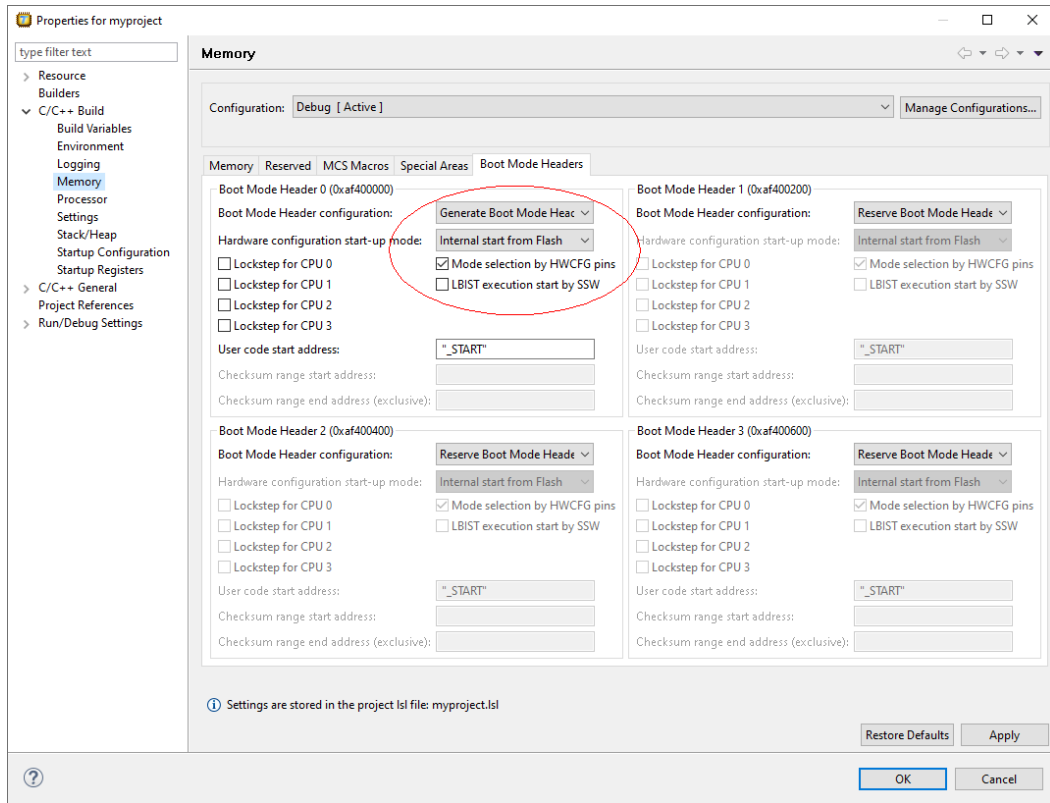 Properties for myproject
type filter text
Resource
Builders
C/C++ Build
Build Variables
Environment
Logging
Memory
Processor
Settings
Stack/Heap
Startup Configuration
Startup Registers
C/C++ General
Project References
Run/Debug Settings
Memory
Configuration: Debug [ Active ] Manage Configurations...
Memory Reserved MCS Macros Special Areas Boot Mode Headers
Boot Mode Header 0 (0xaf400000)
Boot Mode Header configuration: Generate Boot Mode Heac
Hardware configuration start-up mode: Internal start from Flash
Lockstep for CPU 0 Mode selection by HWCFG pins
Lockstep for CPU 1 LBIST execution start by SSW
Lockstep for CPU 2
Lockstep for CPU 3
User code start address: "_START"
Checksum range start address:
Checksum range end address (exclusive):
Boot Mode Header 1 (0xaf400200)
Boot Mode Header configuration: Reserve Boot Mode Heade
Hardware configuration start-up mode: Internal start from Flash
Lockstep for CPU 0 Mode selection by HWCFG pins
Lockstep for CPU 1 LBIST execution start by SSW
Lockstep for CPU 2
Lockstep for CPU 3
User code start address: "_START"
Checksum range start address:
Checksum range end address (exclusive):
Boot Mode Header 2 (0xaf400400)
Boot Mode Header configuration: Reserve Boot Mode Heade
Hardware configuration start-up mode: Internal start from Flash
Lockstep for CPU 0 Mode selection by HWCFG pins
Lockstep for CPU 1 LBIST execution start by SSW
Lockstep for CPU 2
Lockstep for CPU 3
User code start address: "_START"
Checksum range start address:
Checksum range end address (exclusive):
Boot Mode Header 3 (0xaf400600)
Boot Mode Header configuration: Reserve Boot Mode Heade
Hardware configuration start-up mode: Internal start from Flash
Lockstep for CPU 0 Mode selection by HWCFG pins
Lockstep for CPU 1 LBIST execution start by SSW
Lockstep for CPU 2
Lockstep for CPU 3
User code start address: "_START"
Checksum range start address:
Checksum range end address (exclusive):
Settings are stored in the project lsl file: myproject.lsl
Restore Defaults Apply
OK Cancel